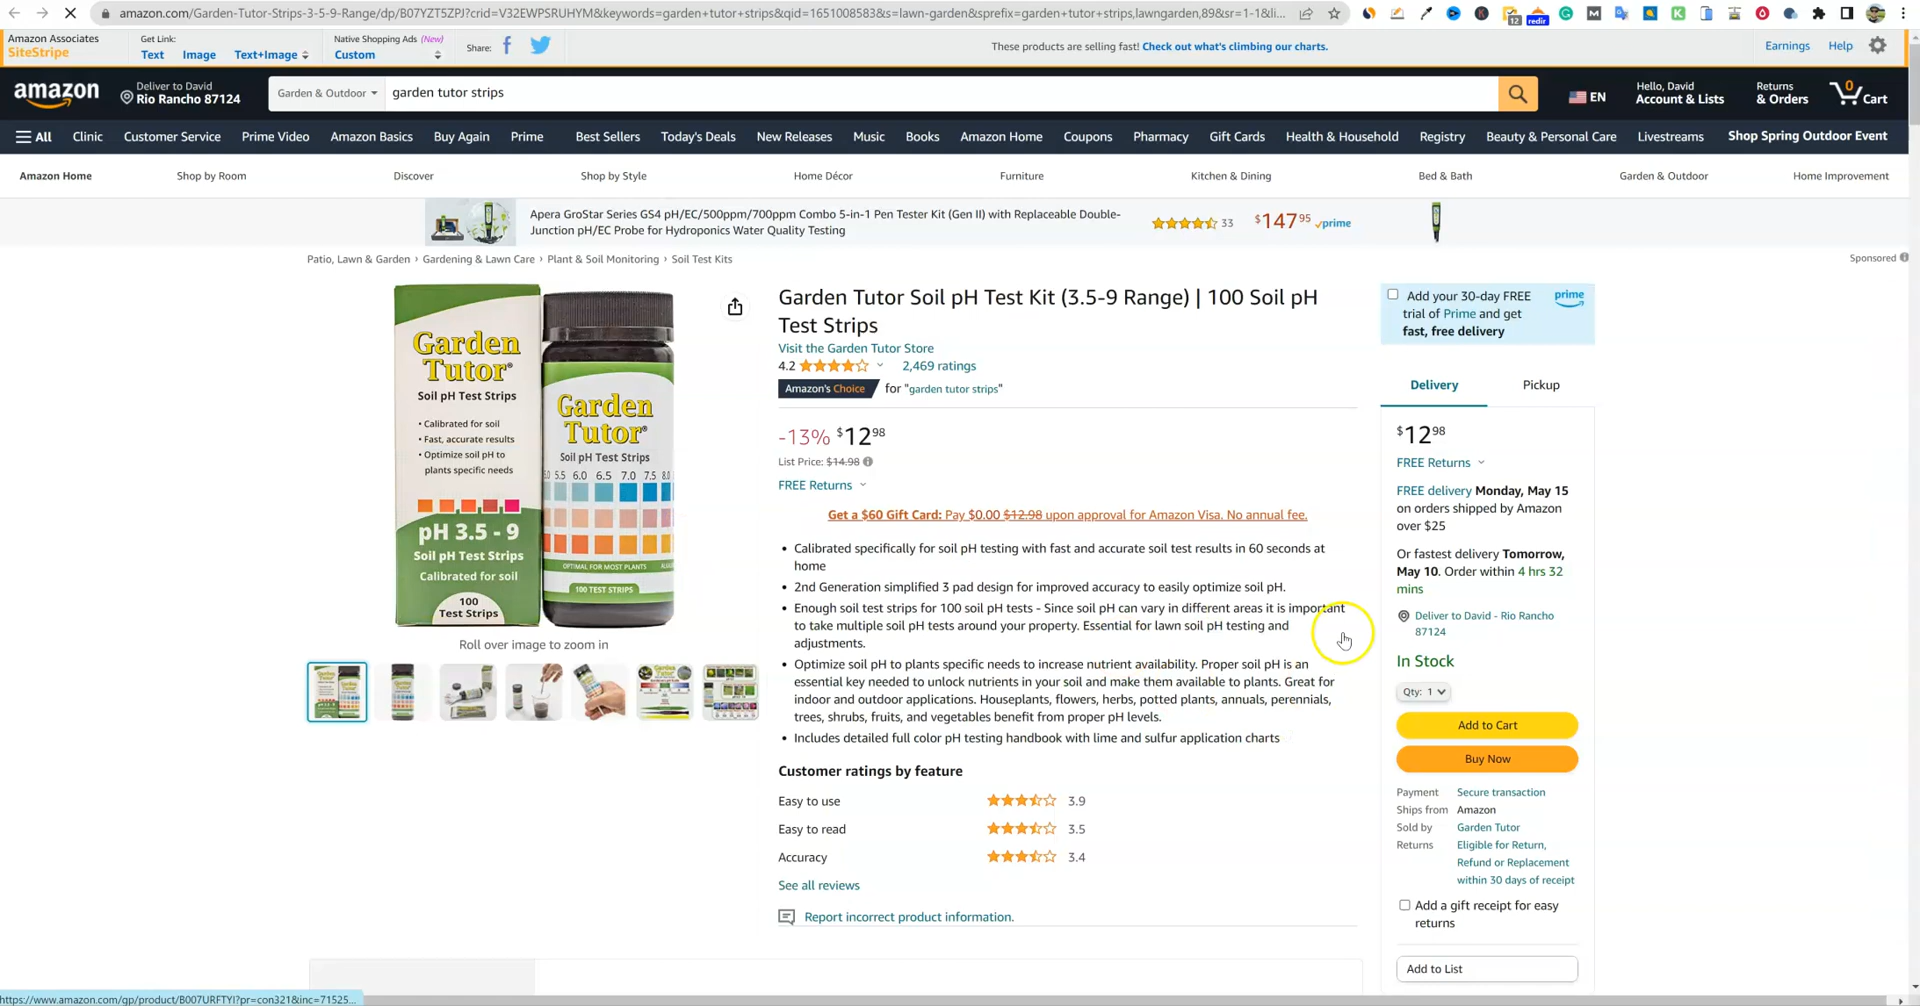 amazon.com/Garden-Tutor-Strips-3-5-9-Range/dp/B07YZT5ZPJ?crid=V32EWPSRUHYM&keywords=garden+tutor+strips&qid=1651008583&s=lawn-garden&sprefix=garden+tutor+strips,lawngarden,89&sr=1-1&li...
12
redir
Amazon Associates
SiteStripe
Get Link:
Text Image Text+Image
Native Shopping Ads (New)
Custom
Share:
These products are selling fast! Check out what's climbing our charts.
Earnings Help
amazon
Deliver to David
Rio Rancho 87124
Garden & Outdoor
garden tutor strips
EN
Hello, David
Account & Lists
Returns
& Orders
0
Cart
All Clinic Customer Service Prime Video Amazon Basics Buy Again Prime Best Sellers Today's Deals New Releases Music Books Amazon Home Coupons Pharmacy Gift Cards Health & Household Registry Beauty & Personal Care Livestreams Shop Spring Outdoor Event
Amazon Home Shop by Room Discover Shop by Style Home Décor Furniture Kitchen & Dining Bed & Bath Garden & Outdoor Home Improvement
Apera GroStar Series GS4 pH/EC/500ppm/700ppm Combo 5-in-1 Pen Tester Kit (Gen II) with Replaceable Double-
Junction pH/EC Probe for Hydroponics Water Quality Testing
33
$147 95 prime
Patio, Lawn & Garden › Gardening & Lawn Care › Plant & Soil Monitoring › Soil Test Kits
Sponsored
Garden
Tutor®
Soil pH Test Strips
• Calibrated for soil
• Fast, accurate results
• Optimize soil pH to
plants specific needs
pH 3.5 - 9
Soil pH Test Strips
Calibrated for soil
100
Test Strips
Garden
Tutor®
Soil pH Test Strips
5.5 6.0 6.5 7.0 7.5 8.0
OPTIMAL FOR MOST PLANTS
100 TEST STRIPS
Roll over image to zoom in
Garden Tutor Soil pH Test Kit (3.5-9 Range) | 100 Soil pH
Test Strips
Visit the Garden Tutor Store
4.2 2,469 ratings
Amazon's Choice for "garden tutor strips"
-13% $12 98
List Price: $14.98
FREE Returns
Get a $60 Gift Card: Pay $0.00 $12.98 upon approval for Amazon Visa. No annual fee.
• Calibrated specifically for soil pH testing with fast and accurate soil test results in 60 seconds at
home
• 2nd Generation simplified 3 pad design for improved accuracy to easily optimize soil pH.
• Enough soil test strips for 100 soil pH tests - Since soil pH can vary in different areas it is important
to take multiple soil pH tests around your property. Essential for lawn soil pH testing and
adjustments.
• Optimize soil pH to plants specific needs to increase nutrient availability. Proper soil pH is an
essential key needed to unlock nutrients in your soil and make them available to plants. Great for
indoor and outdoor applications. Houseplants, flowers, herbs, potted plants, annuals, perennials,
trees, shrubs, fruits, and vegetables benefit from proper pH levels.
• Includes detailed full color pH testing handbook with lime and sulfur application charts
Customer ratings by feature
Easy to use 3.9
Easy to read 3.5
Accuracy 3.4
See all reviews
Report incorrect product information.
Add your 30-day FREE
trial of Prime and get
fast, free delivery
prime
Delivery Pickup
$12 98
FREE Returns
FREE delivery Monday, May 15
on orders shipped by Amazon
over $25
Or fastest delivery Tomorrow,
May 10. Order within 4 hrs 32
mins
Deliver to David - Rio Rancho
87124
In Stock
Qty: 1
Add to Cart
Buy Now
Payment Secure transaction
Ships from Amazon
Sold by Garden Tutor
Returns Eligible for Return,
Refund or Replacement
within 30 days of receipt
Add a gift receipt for easy
returns
Add to List
https://www.amazon.com/gp/product/B007URFTYI?pr=con321&inc=71525...